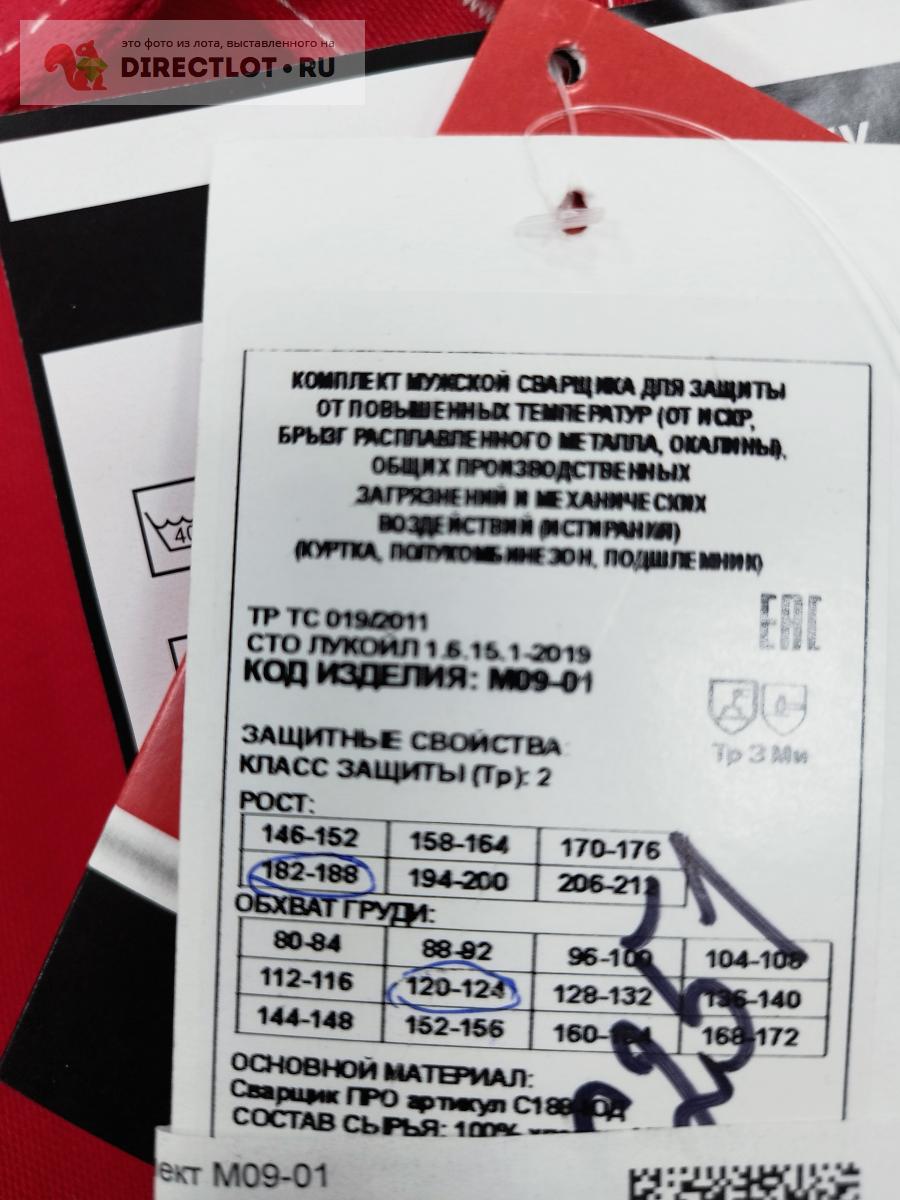 это фото из лота, выставленного на
DIRECTLOT.RU
40
КОМПЛЕКТ МУЖСКОЙ СВАРЩИКА ДЛЯ ЗАЩИТЫ
ОТ ПОВЫШЕННЫХ ТЕМПЕРАТУР (ОТ ИСКР,
БРЫЗГ РАСПЛАВЛЕННОГО МЕТАЛЛА, ОКАЛИНЫ),
ОБЩИХ ПРОИЗВОДСТВЕННЫХ
ЗАГРЯЗНЕНИЙ И МЕХАНИЧЕСКИХ
ВОЗДЕЙСТВИЙ (ИСТИРАНИЯ)
(КУРТКА, ПОЛУКОМБИНЕЗОН, ПОДШЛЕМНИК)
EAC
ТР ТС 019/2011
СТО ЛУКОЙЛ 1.6.15.1-2019
КОД ИЗДЕЛИЯ: М09-01
Тр З Ми
ЗАЩИТНЫЕ СВОЙСТВА
КЛАСС ЗАЩИТЫ (Тр): 2
РОСТ:
146-152 158-164 170-176
182-188 194-200 206-212
ОБХВАТ ГРУДИ:
80-84 88-92 96-100 104-108
112-116 120-124 128-132 136-140
144-148 152-156 160-164 168-172
ОСНОВНОЙ МАТЕРИАЛ:
Сварщик ПРО артикул
СОСТАВ СЫРЬЯ: 100%
ект М09-01